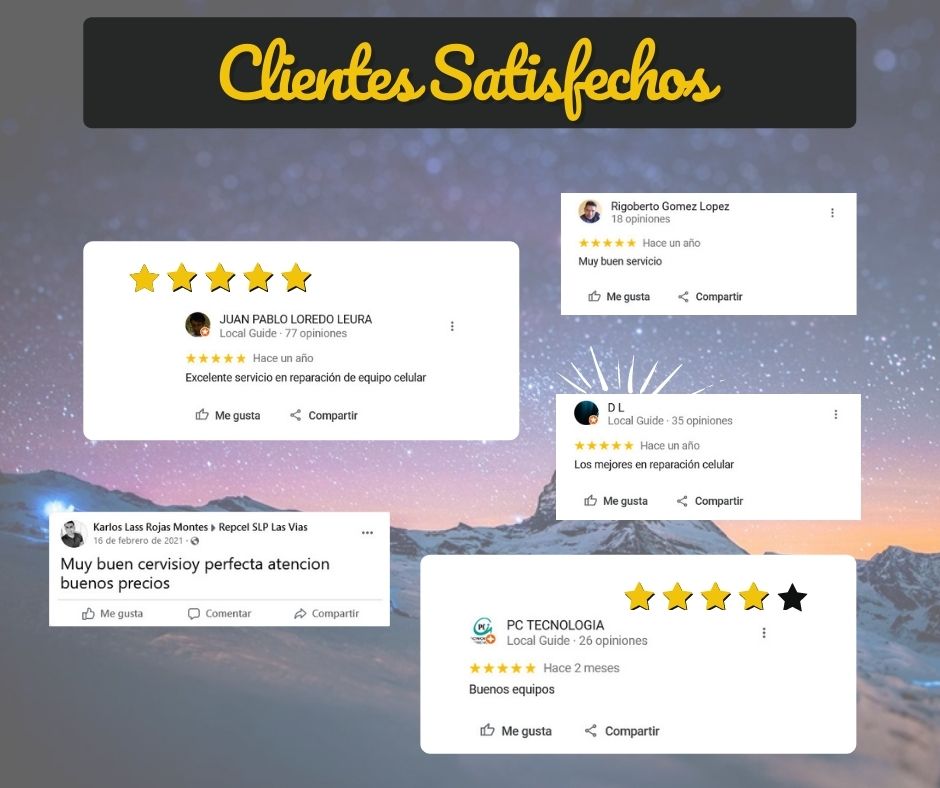 Clientes Satisfechos
Rigoberto Gomez Lopez
18 opiniones
Hace un año
Muy buen servicio
Me gusta Compartir
JUAN PABLO LOREDO LEURA
Local Guide · 77 opiniones
Hace un año
Excelente servicio en reparación de equipo celular
Me gusta Compartir
D L
Local Guide · 35 opiniones
Hace un año
Los mejores en reparación celular
Me gusta Compartir
Karlos Lass Rojas Montes ▸ Repcel SLP Las Vias
16 de febrero de 2021 ·
Muy buen cervisioy perfecta atencion
buenos precios
Me gusta Comentar Compartir
PC TECNOLOGIA
Local Guide · 26 opiniones
Hace 2 meses
Buenos equipos
Me gusta Compartir